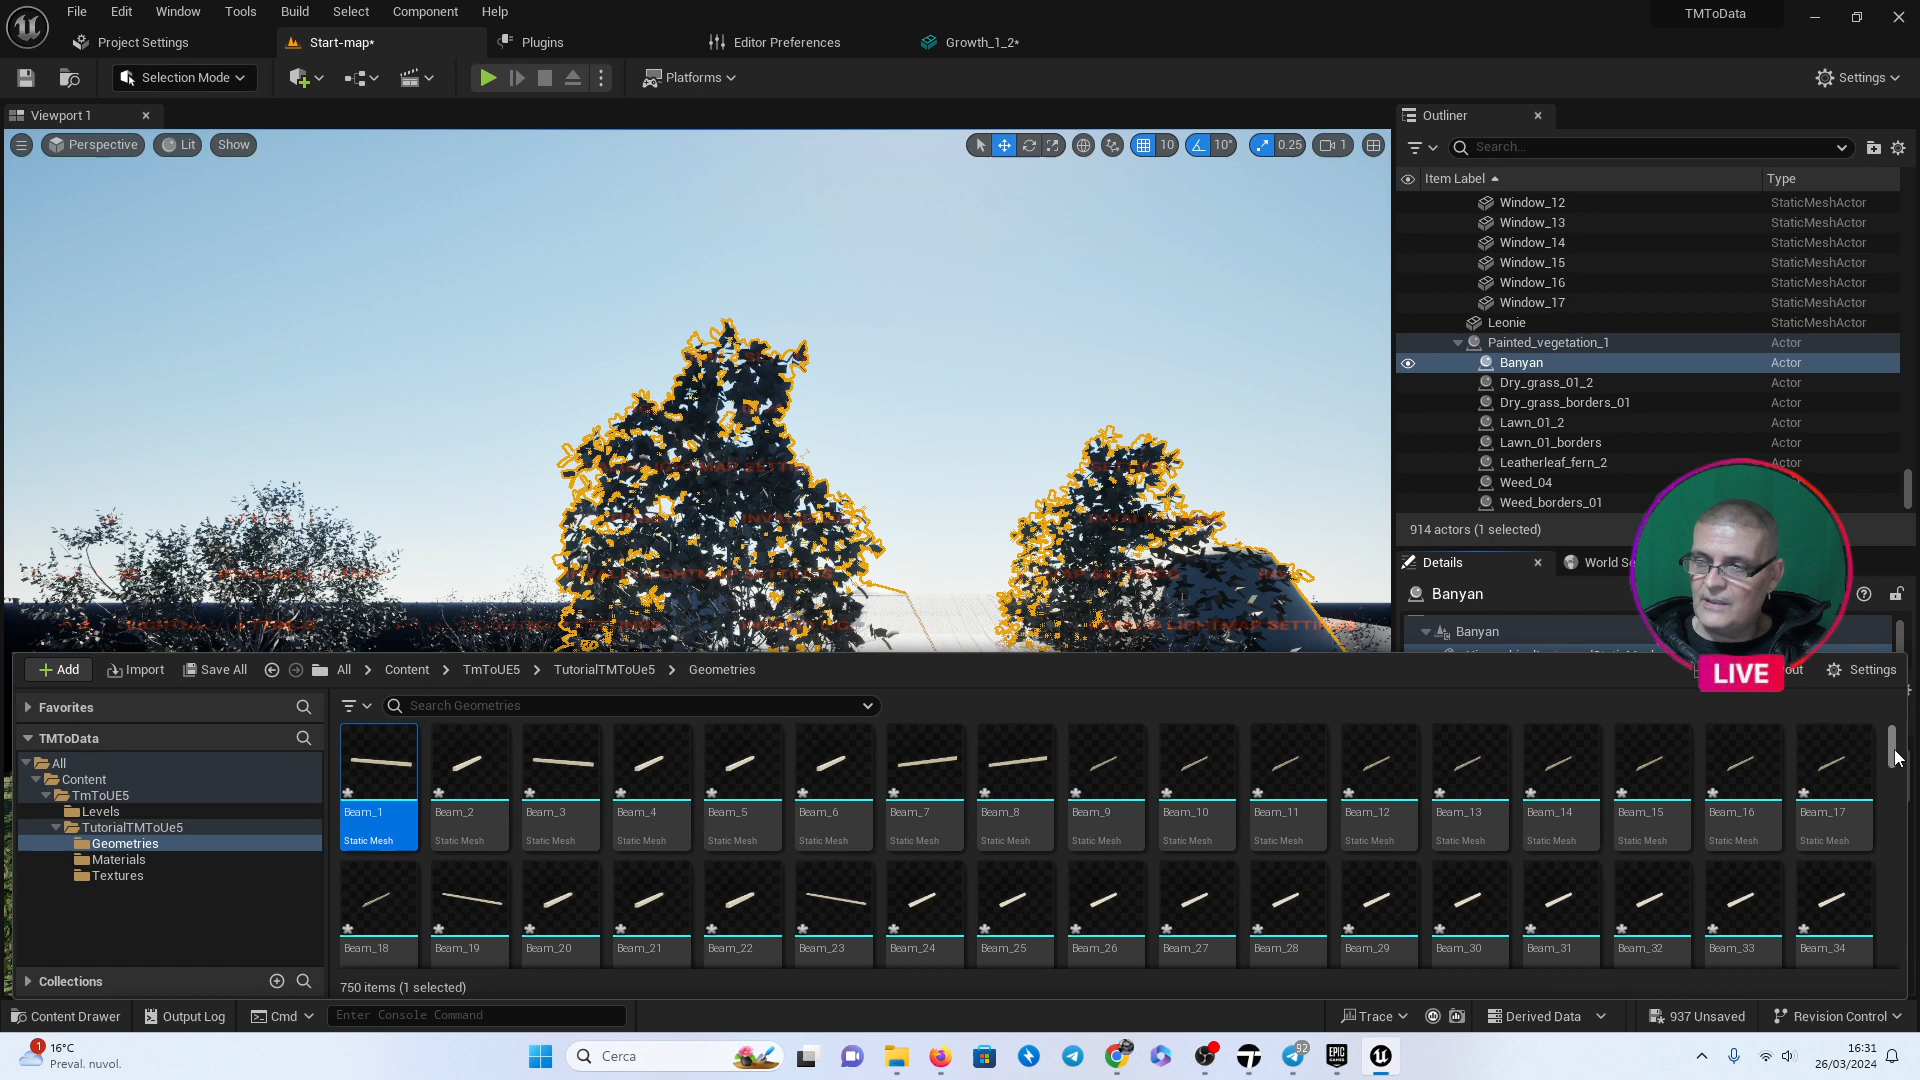 File Edit Window Tools Build Select Component Help
TMToData
Project Settings
Start-map*
Plugins
Editor Preferences
Growth_1_2*
Selection Mode
Platforms
Settings
Viewport 1
Perspective
Lit
Show
10
10°
0.25
1
Outliner
Search...
Item Label
Type
Window_12 StaticMeshActor
Window_13 StaticMeshActor
Window_14 StaticMeshActor
Window_15 StaticMeshActor
Window_16 StaticMeshActor
Window_17 StaticMeshActor
Leonie StaticMeshActor
Painted_vegetation_1 Actor
Banyan Actor
Dry_grass_01_2 Actor
Dry_grass_borders_01 Actor
Lawn_01_2 Actor
Lawn_01_borders Actor
Leatherleaf_fern_2 Actor
Weed_04
Weed_borders_01
914 actors (1 selected)
Details
World Se
Banyan
Banyan
LIVE
Add
Import
Save All
All
Content
TmToUE5
TutorialTMToUe5
Geometries
out
Settings
Favorites
Search Geometries
TMToData
All
Content
TmToUE5
Levels
TutorialTMToUe5
Geometries
Materials
Textures
Collections
Beam_1 Beam_2 Beam_3 Beam_4 Beam_5 Beam_6 Beam_7 Beam_8 Beam_9 Beam_10 Beam_11 Beam_12 Beam_13 Beam_14 Beam_15 Beam_16 Beam_17
Static Mesh Static Mesh Static Mesh Static Mesh Static Mesh Static Mesh Static Mesh Static Mesh Static Mesh Static Mesh Static Mesh Static Mesh Static Mesh Static Mesh Static Mesh Static Mesh Static Mesh
Beam_18 Beam_19 Beam_20 Beam_21 Beam_22 Beam_23 Beam_24 Beam_25 Beam_26 Beam_27 Beam_28 Beam_29 Beam_30 Beam_31 Beam_32 Beam_33 Beam_34
750 items (1 selected)
Content Drawer
Output Log
Cmd
Enter Console Command
Trace
Derived Data
937 Unsaved
Revision Control
1
16°C
Preval. nuvol.
Cerca
92
EPIC
GAMES
16:31
26/03/2024